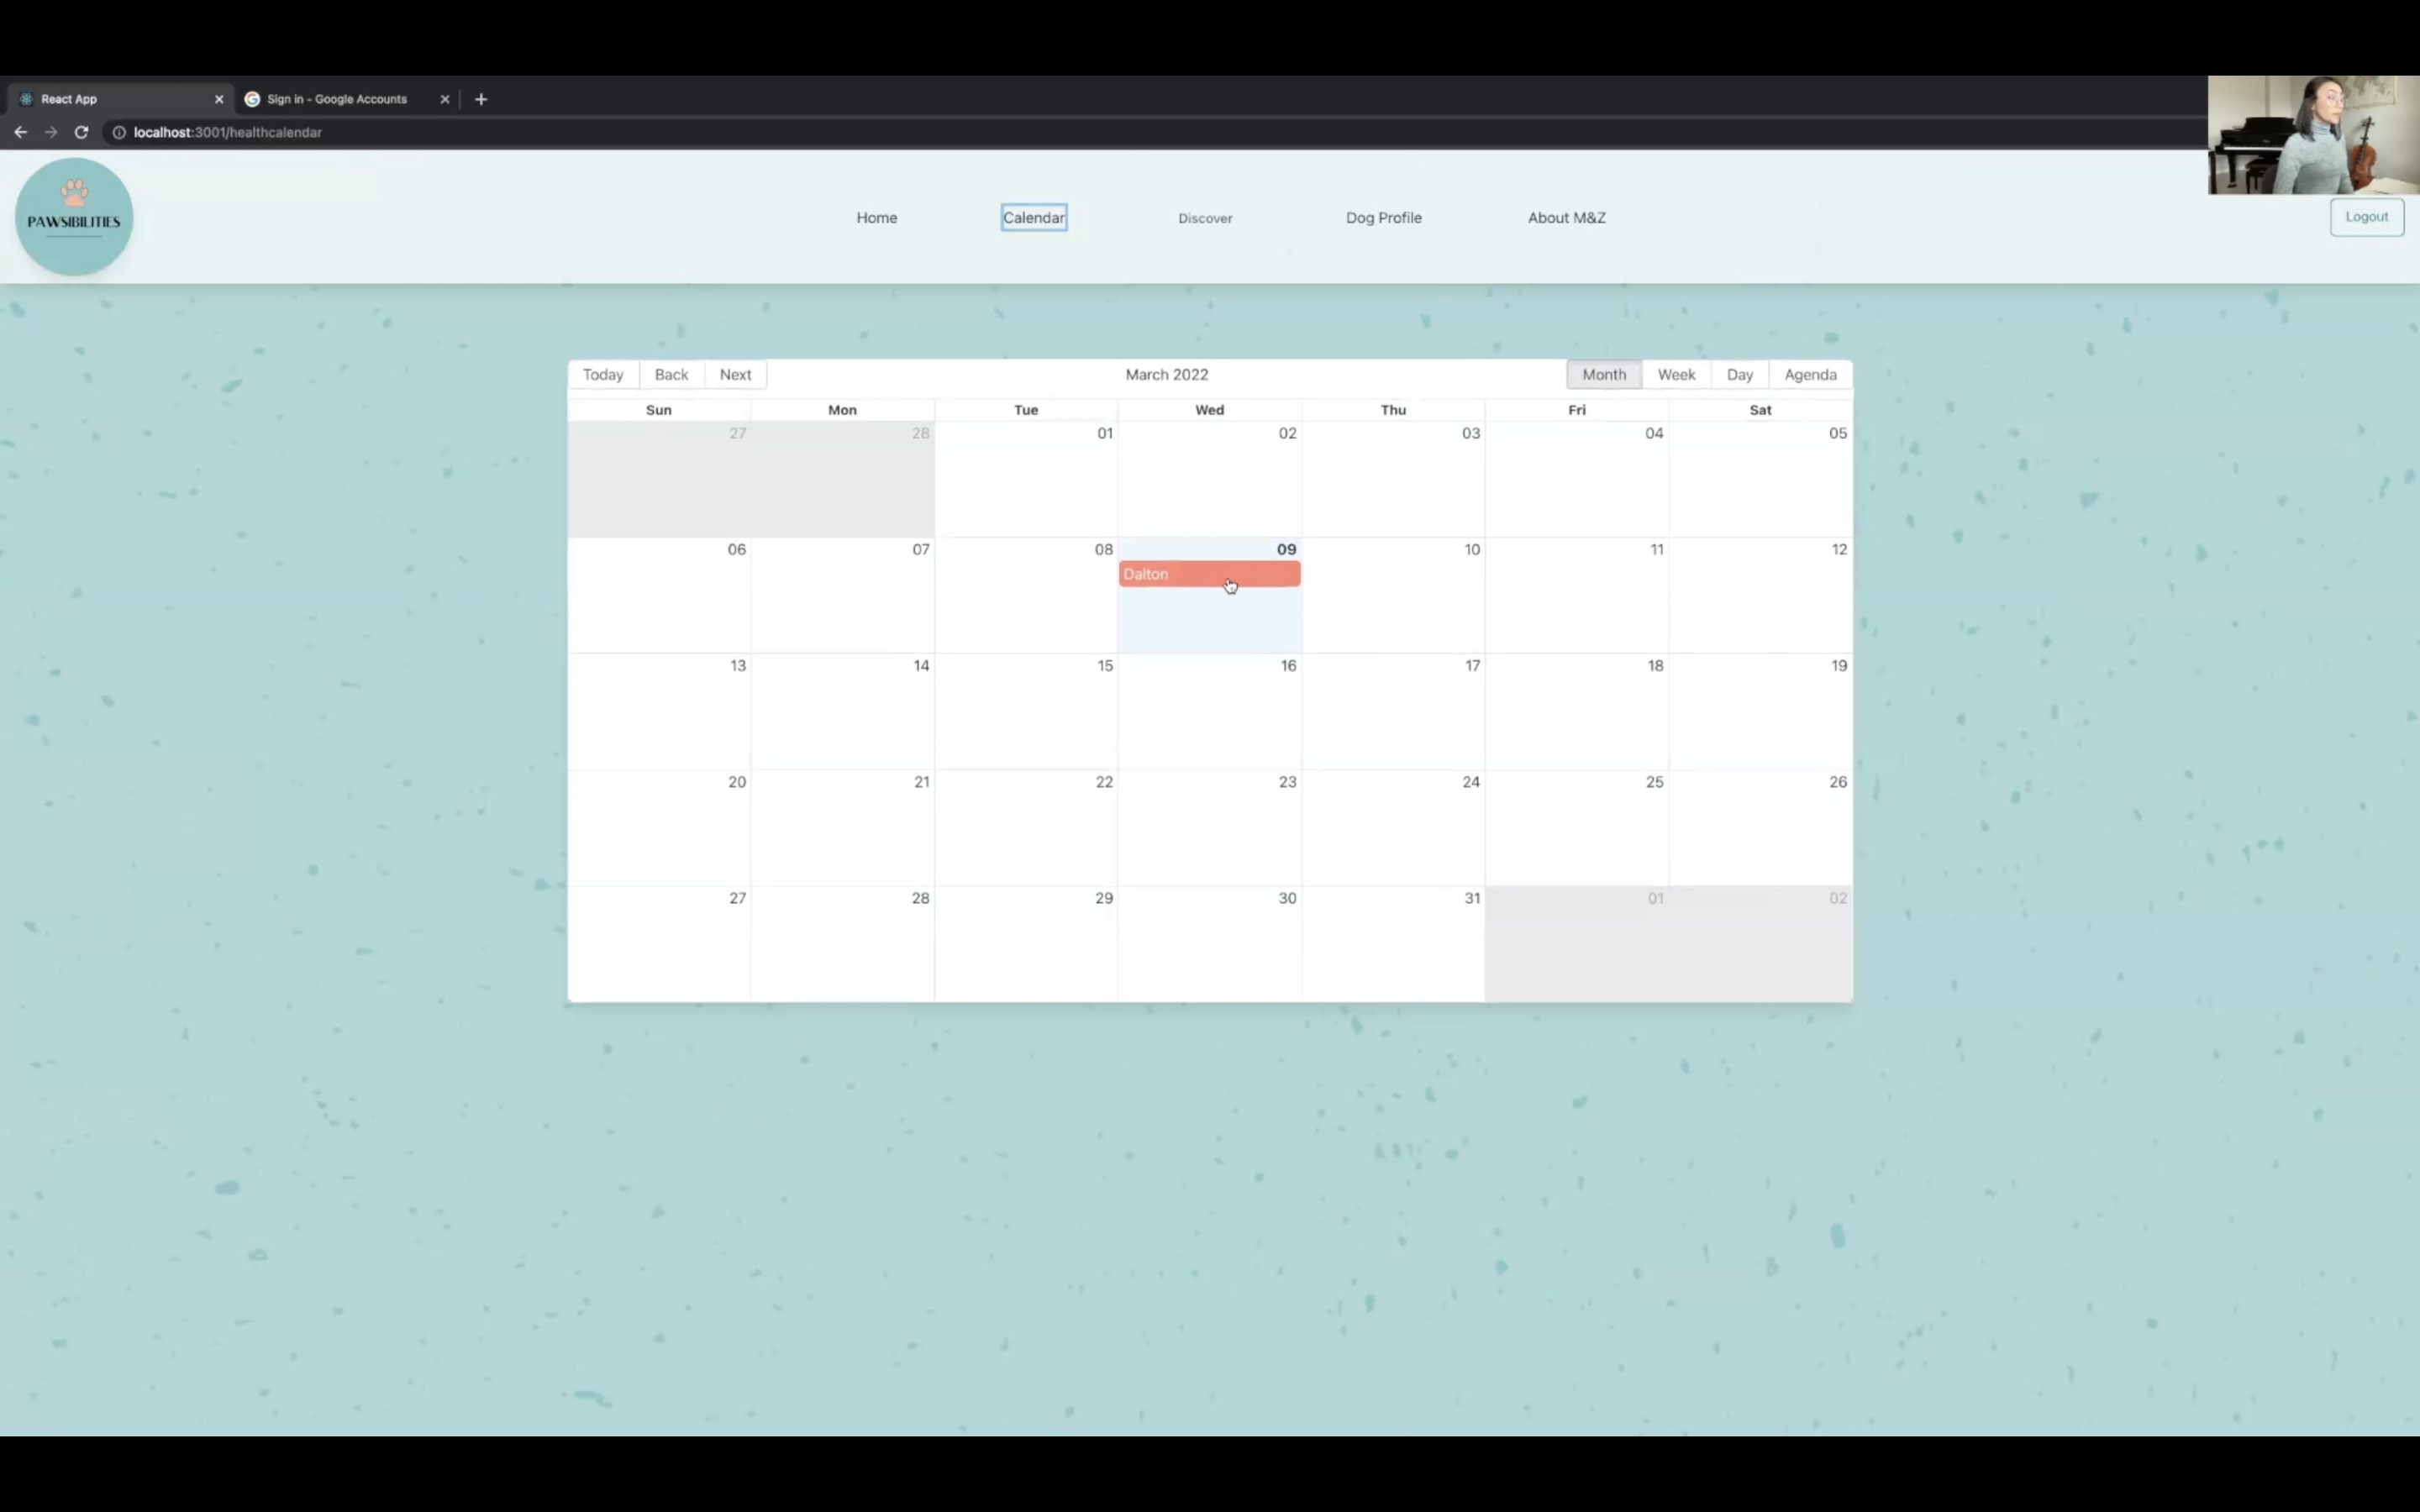 React App
Sign in - Google Accounts
localhost:3001/healthcalendar
PAWSIBILITIES
Home
Calendar
Discover
Dog Profile
About M&Z
Logout
Today Back Next
March 2022
Month Week Day Agenda
Sun Mon Tue Wed Thu Fri Sat
27 28 01 02 03 04 05
06 07 08 09 10 11 12
Dalton
13 14 15 16 17 18 19
20 21 22 23 24 25 26
27 28 29 30 31 01 02